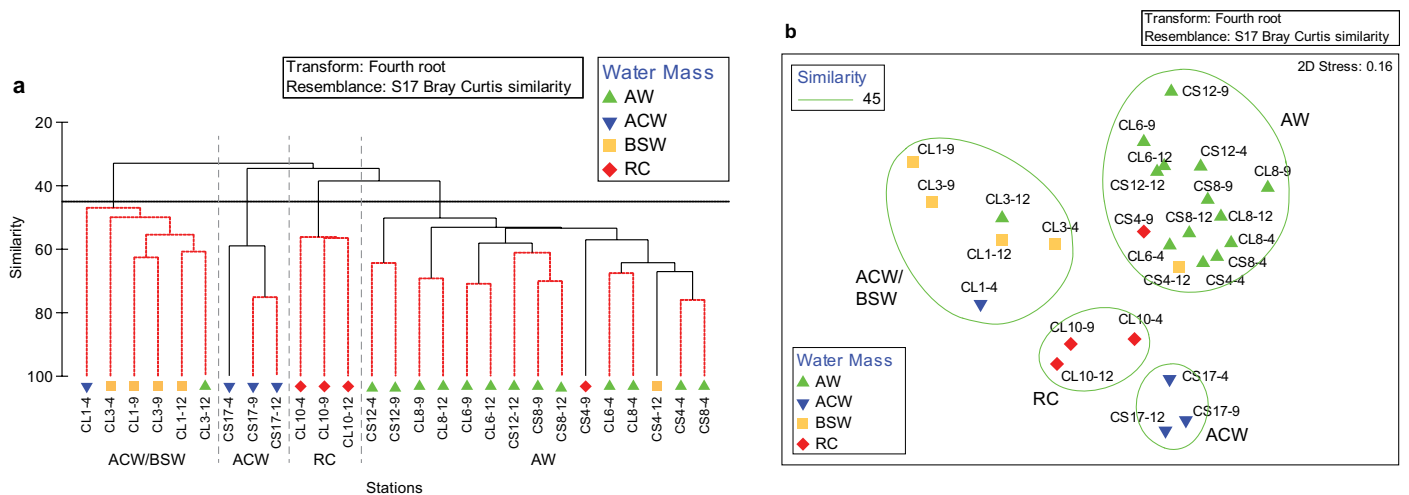 a
Transform: Fourth root
Resemblance: S17 Bray Curtis similarity
Water Mass
AW
ACW
BSW
RC
20
40
60
80
100
Similarity
CL1-4
CL3-4
CL1-9
CL3-9
CL1-12
CL3-12
CS17-4
CS17-9
CS17-12
CL10-4
CL10-9
CL10-12
CS12-4
CS12-9
CL8-9
CL8-12
CL6-9
CL6-12
CS12-12
CS8-9
CS8-12
CS4-9
CL6-4
CL8-4
CS4-12
CS4-4
CS8-4
ACW/BSW
ACW
RC
AW
Stations
b
Transform: Fourth root
Resemblance: S17 Bray Curtis similarity
Similarity
45
2D Stress: 0.16
CS12-9
AW
CL6-9
CL6-12
CS12-4
CS12-12
CS8-9
CL8-9
CS4-9
CS8-12
CL8-12
CL6-4
CL8-4
CS8-4
CS4-12
CS4-4
CL1-9
CL3-9
CL3-12
CL3-4
CL1-12
CL1-4
ACW/
BSW
CL10-9
CL10-4
CL10-12
RC
CS17-4
CS17-12
CS17-9
ACW
Water Mass
AW
ACW
BSW
RC